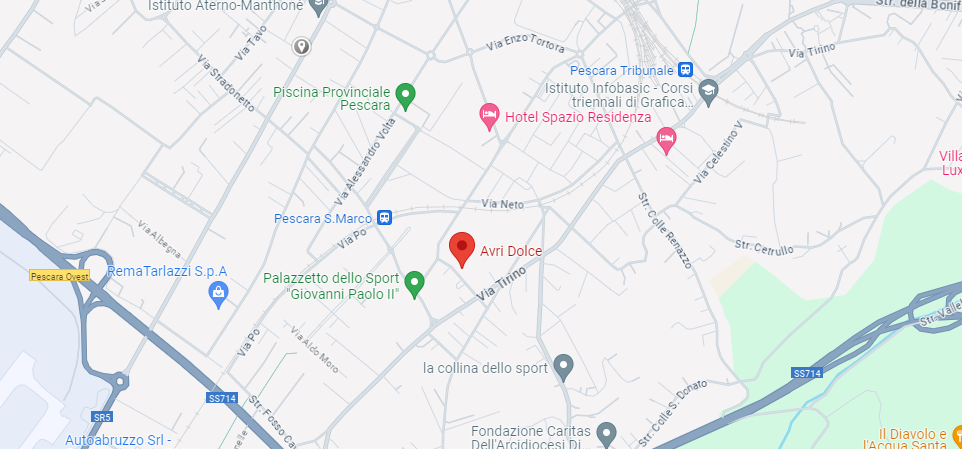 Istituto Aterno-Manthonè
Str. della Bonif
Via Tavo
Via Enzo Tortora
Via Tirino
Via Stradonetto
Pescara Tribunale
Piscina Provinciale
Pescara
Istituto Infobasic - Corsi
triennali di Grafica...
Hotel Spazio Residenza
Via Alessandro Volta
Via Celestino V
Villa
Lux
Via Neto
Pescara S.Marco
Via Po
Via Albegna
Str. Colle Renazzo
Str. Cetrullo
Avri Dolce
Pescara Ovest
RemaTarlazzi S.p.A
Palazzetto dello Sport
"Giovanni Paolo II"
Via Tirino
Str. Valle
Via Po
Via Aldo Moro
la collina dello sport
SS714
SS714
Str. Colle S. Donato
SR5
Str. Fosso Ca
Autoabruzzo Srl -
Fondazione Caritas
Dell'Arcidiocesi Di...
Il Diavolo e
l'Acqua Santa